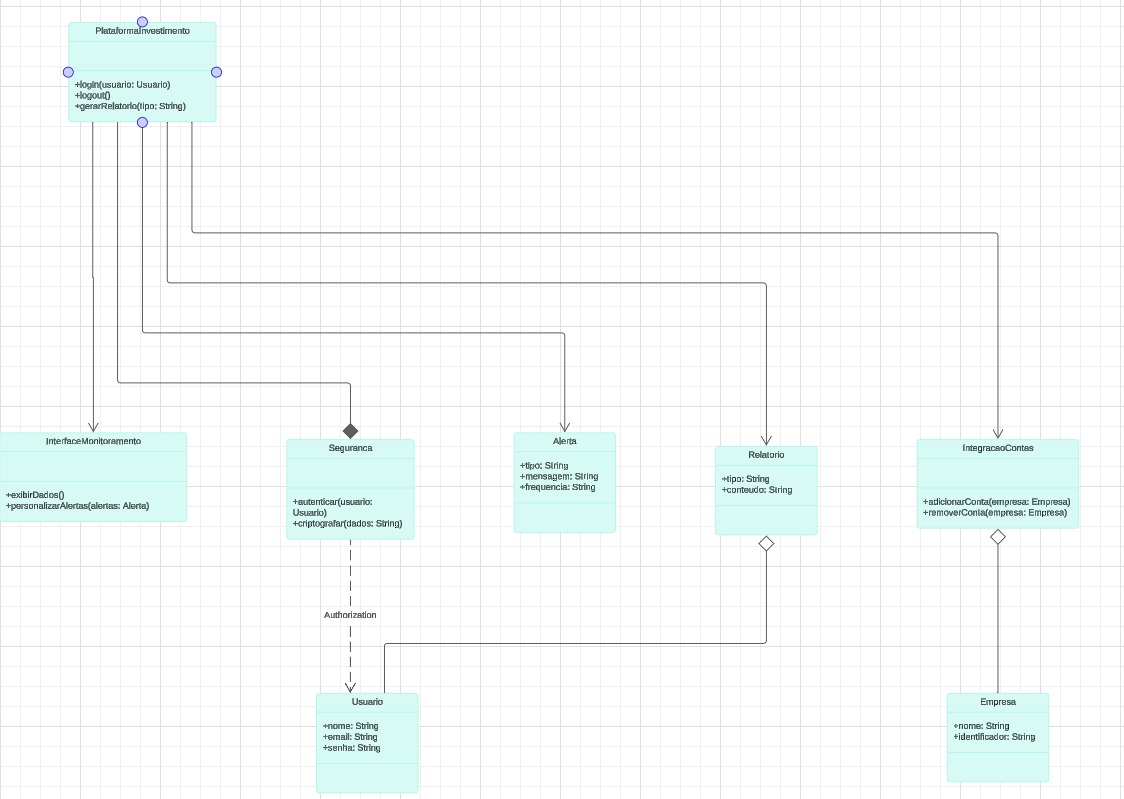 PlataformaInvestimento
+login(usuario: Usuario)
+logout()
+gerarRelatorio(tipo; String)
InterfaceMonitoramento
+exibirDados()
+personalizarAlertas(alertas: Alerta)
Seguranca
+autenticar(usuario:
Usuario)
+criptografar(dados: String)
Alerta
+tipo: String
+mensagem: String
+frequencia: String
Relatorio
+tipo: String
+conteudo: String
IntegracaoContas
+adicionarConta(empresa: Empresa)
+removerConta(empresa: Empresa)
Authorization
Usuario
+nome: String
+email: String
+senha: String
Empresa
+nome: String
+identificador: String